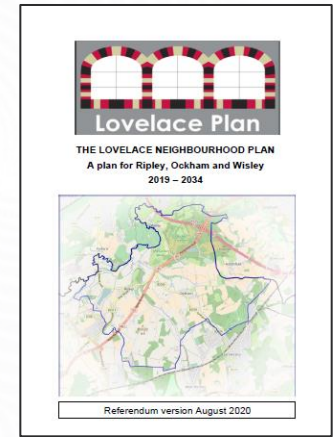 Lovelace Plan
THE LOVELACE NEIGHBOURHOOD PLAN
A plan for Ripley, Ockham and Wisley
2019 – 2034
Referendum version August 2020